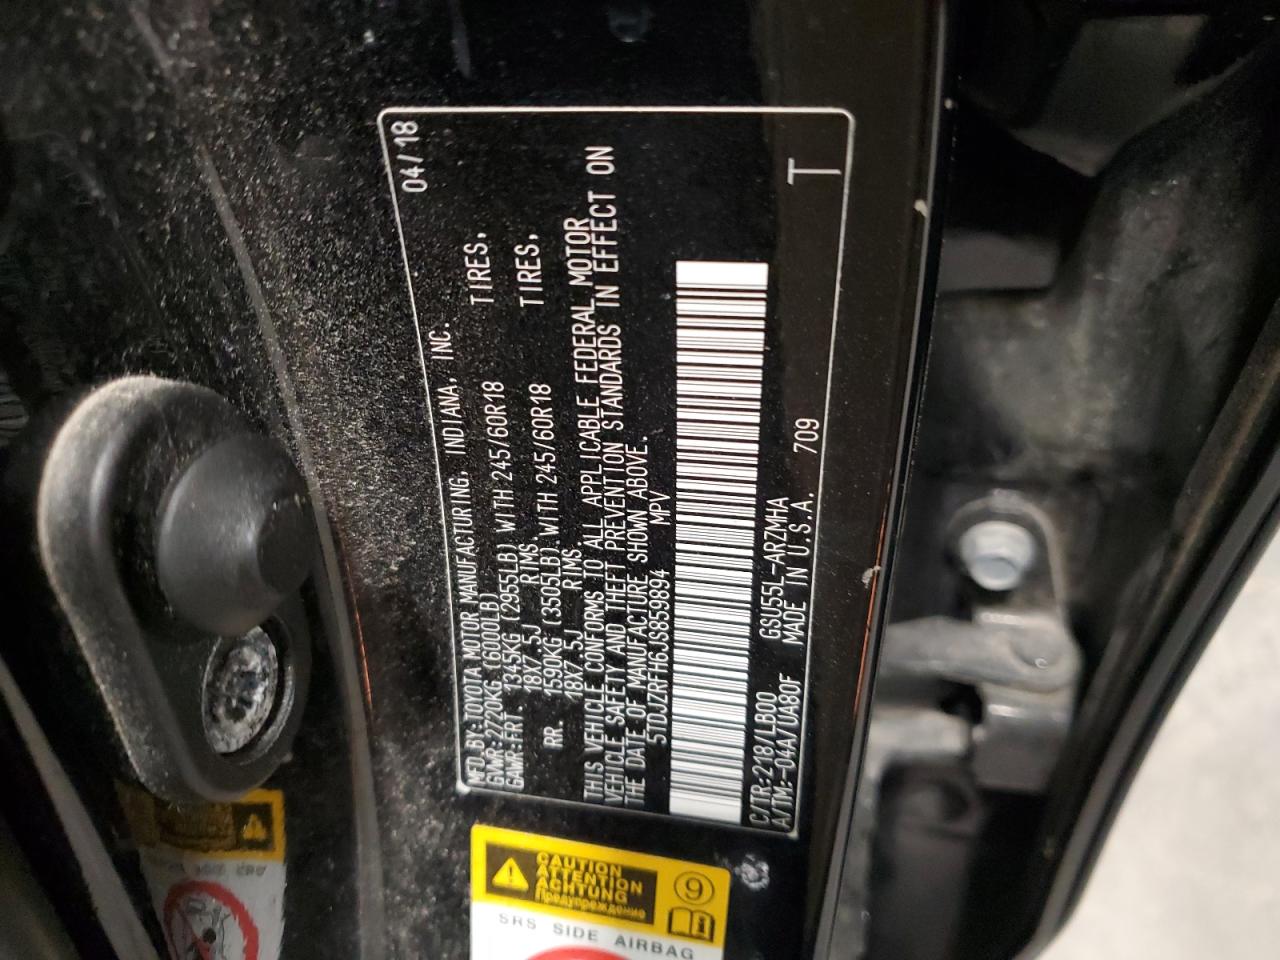 MFD.BY:TOYOTA MOTOR MANUFACTURING, INDIANA, INC. 04/18
GVWR:2720KG (6000LB)
GAWR:FRT. 1345KG (2955LB) WITH 245/60R18 TIRES,
18X7.5J RIMS
RR. 1590KG (3505LB) WITH 245/60R18 TIRES,
18X7.5J RIMS
THIS VEHICLE CONFORMS TO ALL APPLICABLE FEDERAL MOTOR
VEHICLE SAFETY AND THEFT PREVENTION STANDARDS IN EFFECT ON
THE DATE OF MANUFACTURE SHOWN ABOVE.
5TDJZRFH6JS859894 MPV
C/TR:218/LB00 GSU55L-ARZMHA
A/TM:-04A/UA80F MADE IN U.S.A. 709 T
CAUTION
ATTENTION
ACHTUNG
Предупреждение
9
SRS SIDE AIRBAG